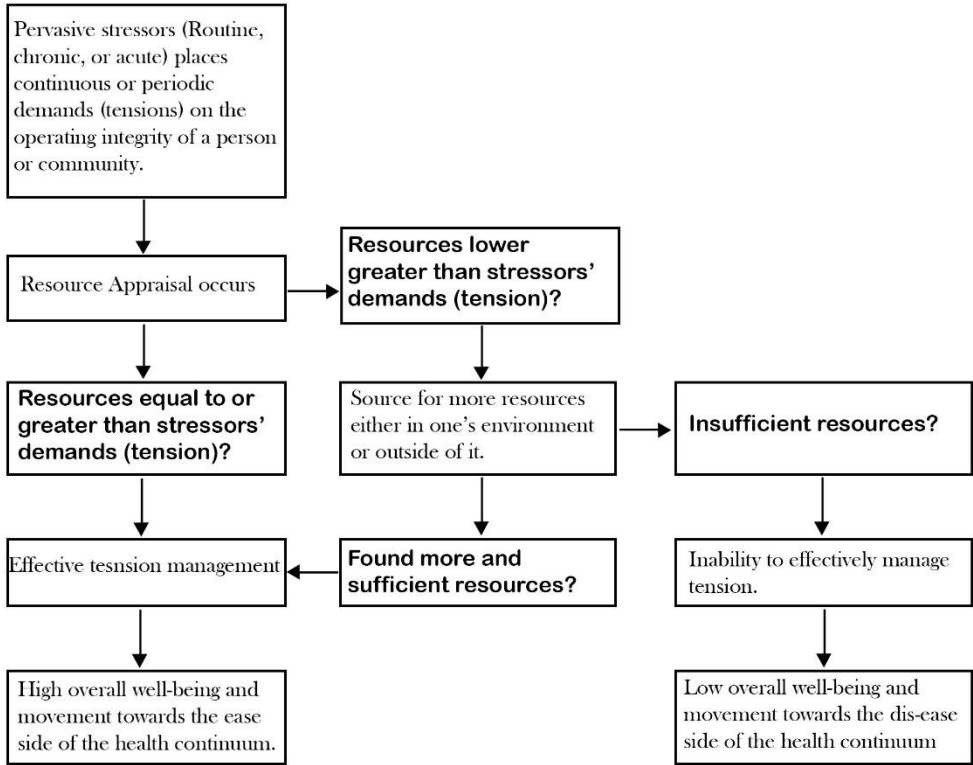 Pervasive stressors (Routine,
chronic, or acute) places
continuous or periodic
demands (tensions) on the
operating integrity of a person
or community.
Resource Appraisal occurs
Resources lower
greater than stressors’
demands (tension)?
Resources equal to or
greater than stressors’
demands (tension)?
Source for more resources
either in one’s environment
or outside of it.
Insufficient resources?
Effective tesnsion management
Found more and
sufficient resources?
Inability to effectively manage
tension.
High overall well-being and
movement towards the ease
side of the health continuum.
Low overall well-being and
movement towards the dis-ease
side of the health continuum